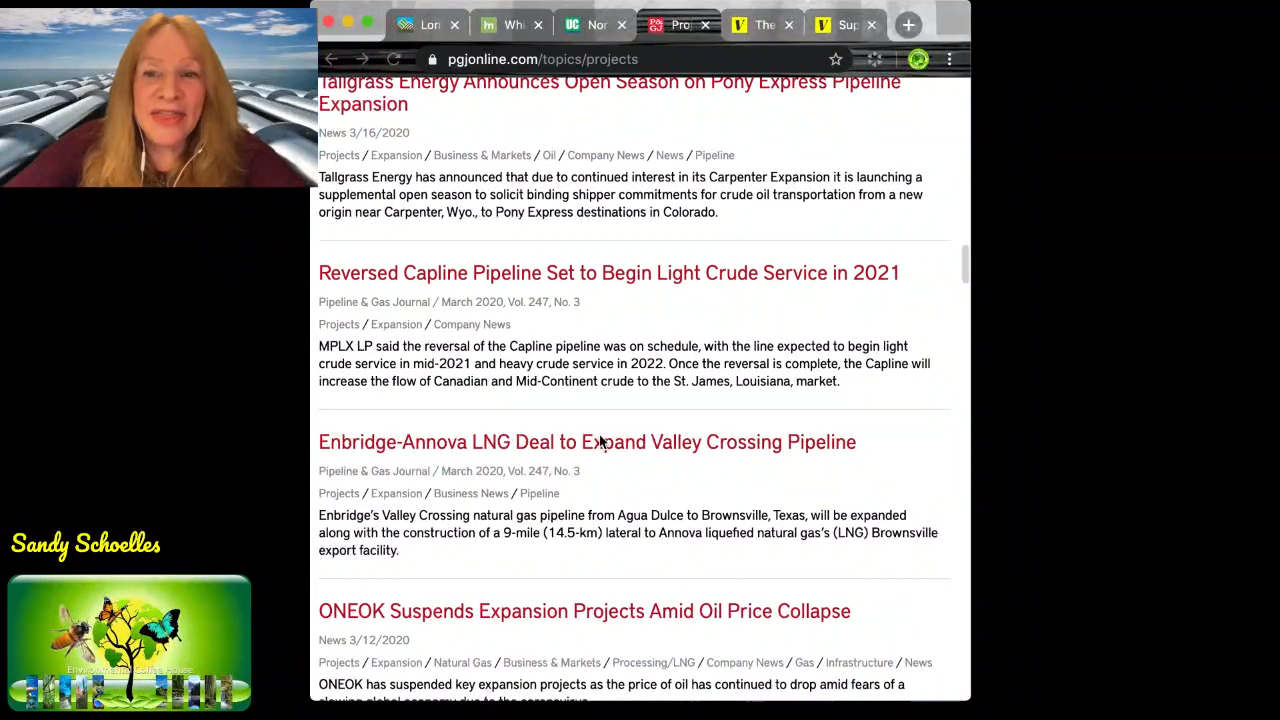 Lon
Whi
UC
Nor
P&
GJ
Proj
The
Sup
pgjonline.com/topics/projects
Tallgrass Energy Announces Open Season on Pony Express Pipeline
Expansion
News 3/16/2020
Projects / Expansion / Business & Markets / Oil / Company News / News / Pipeline
Tallgrass Energy has announced that due to continued interest in its Carpenter Expansion it is launching a
supplemental open season to solicit binding shipper commitments for crude oil transportation from a new
origin near Carpenter, Wyo., to Pony Express destinations in Colorado.
Reversed Capline Pipeline Set to Begin Light Crude Service in 2021
Pipeline & Gas Journal / March 2020, Vol. 247, No. 3
Projects / Expansion / Company News
MPLX LP said the reversal of the Capline pipeline was on schedule, with the line expected to begin light
crude service in mid-2021 and heavy crude service in 2022. Once the reversal is complete, the Capline will
increase the flow of Canadian and Mid-Continent crude to the St. James, Louisiana, market.
Enbridge-Annova LNG Deal to Expand Valley Crossing Pipeline
Pipeline & Gas Journal / March 2020, Vol. 247, No. 3
Projects / Expansion / Business News / Pipeline
Enbridge's Valley Crossing natural gas pipeline from Agua Dulce to Brownsville, Texas, will be expanded
along with the construction of a 9-mile (14.5-km) lateral to Annova liquefied natural gas's (LNG) Brownsville
export facility.
ONEOK Suspends Expansion Projects Amid Oil Price Collapse
News 3/12/2020
Projects / Expansion / Natural Gas / Business & Markets / Processing/LNG / Company News / Gas / Infrastructure / News
ONEOK has suspended key expansion projects as the price of oil has continued to drop amid fears of a
slowing global economy due to the coronavirus.
Sandy Schoelles
Environmental Coffee House